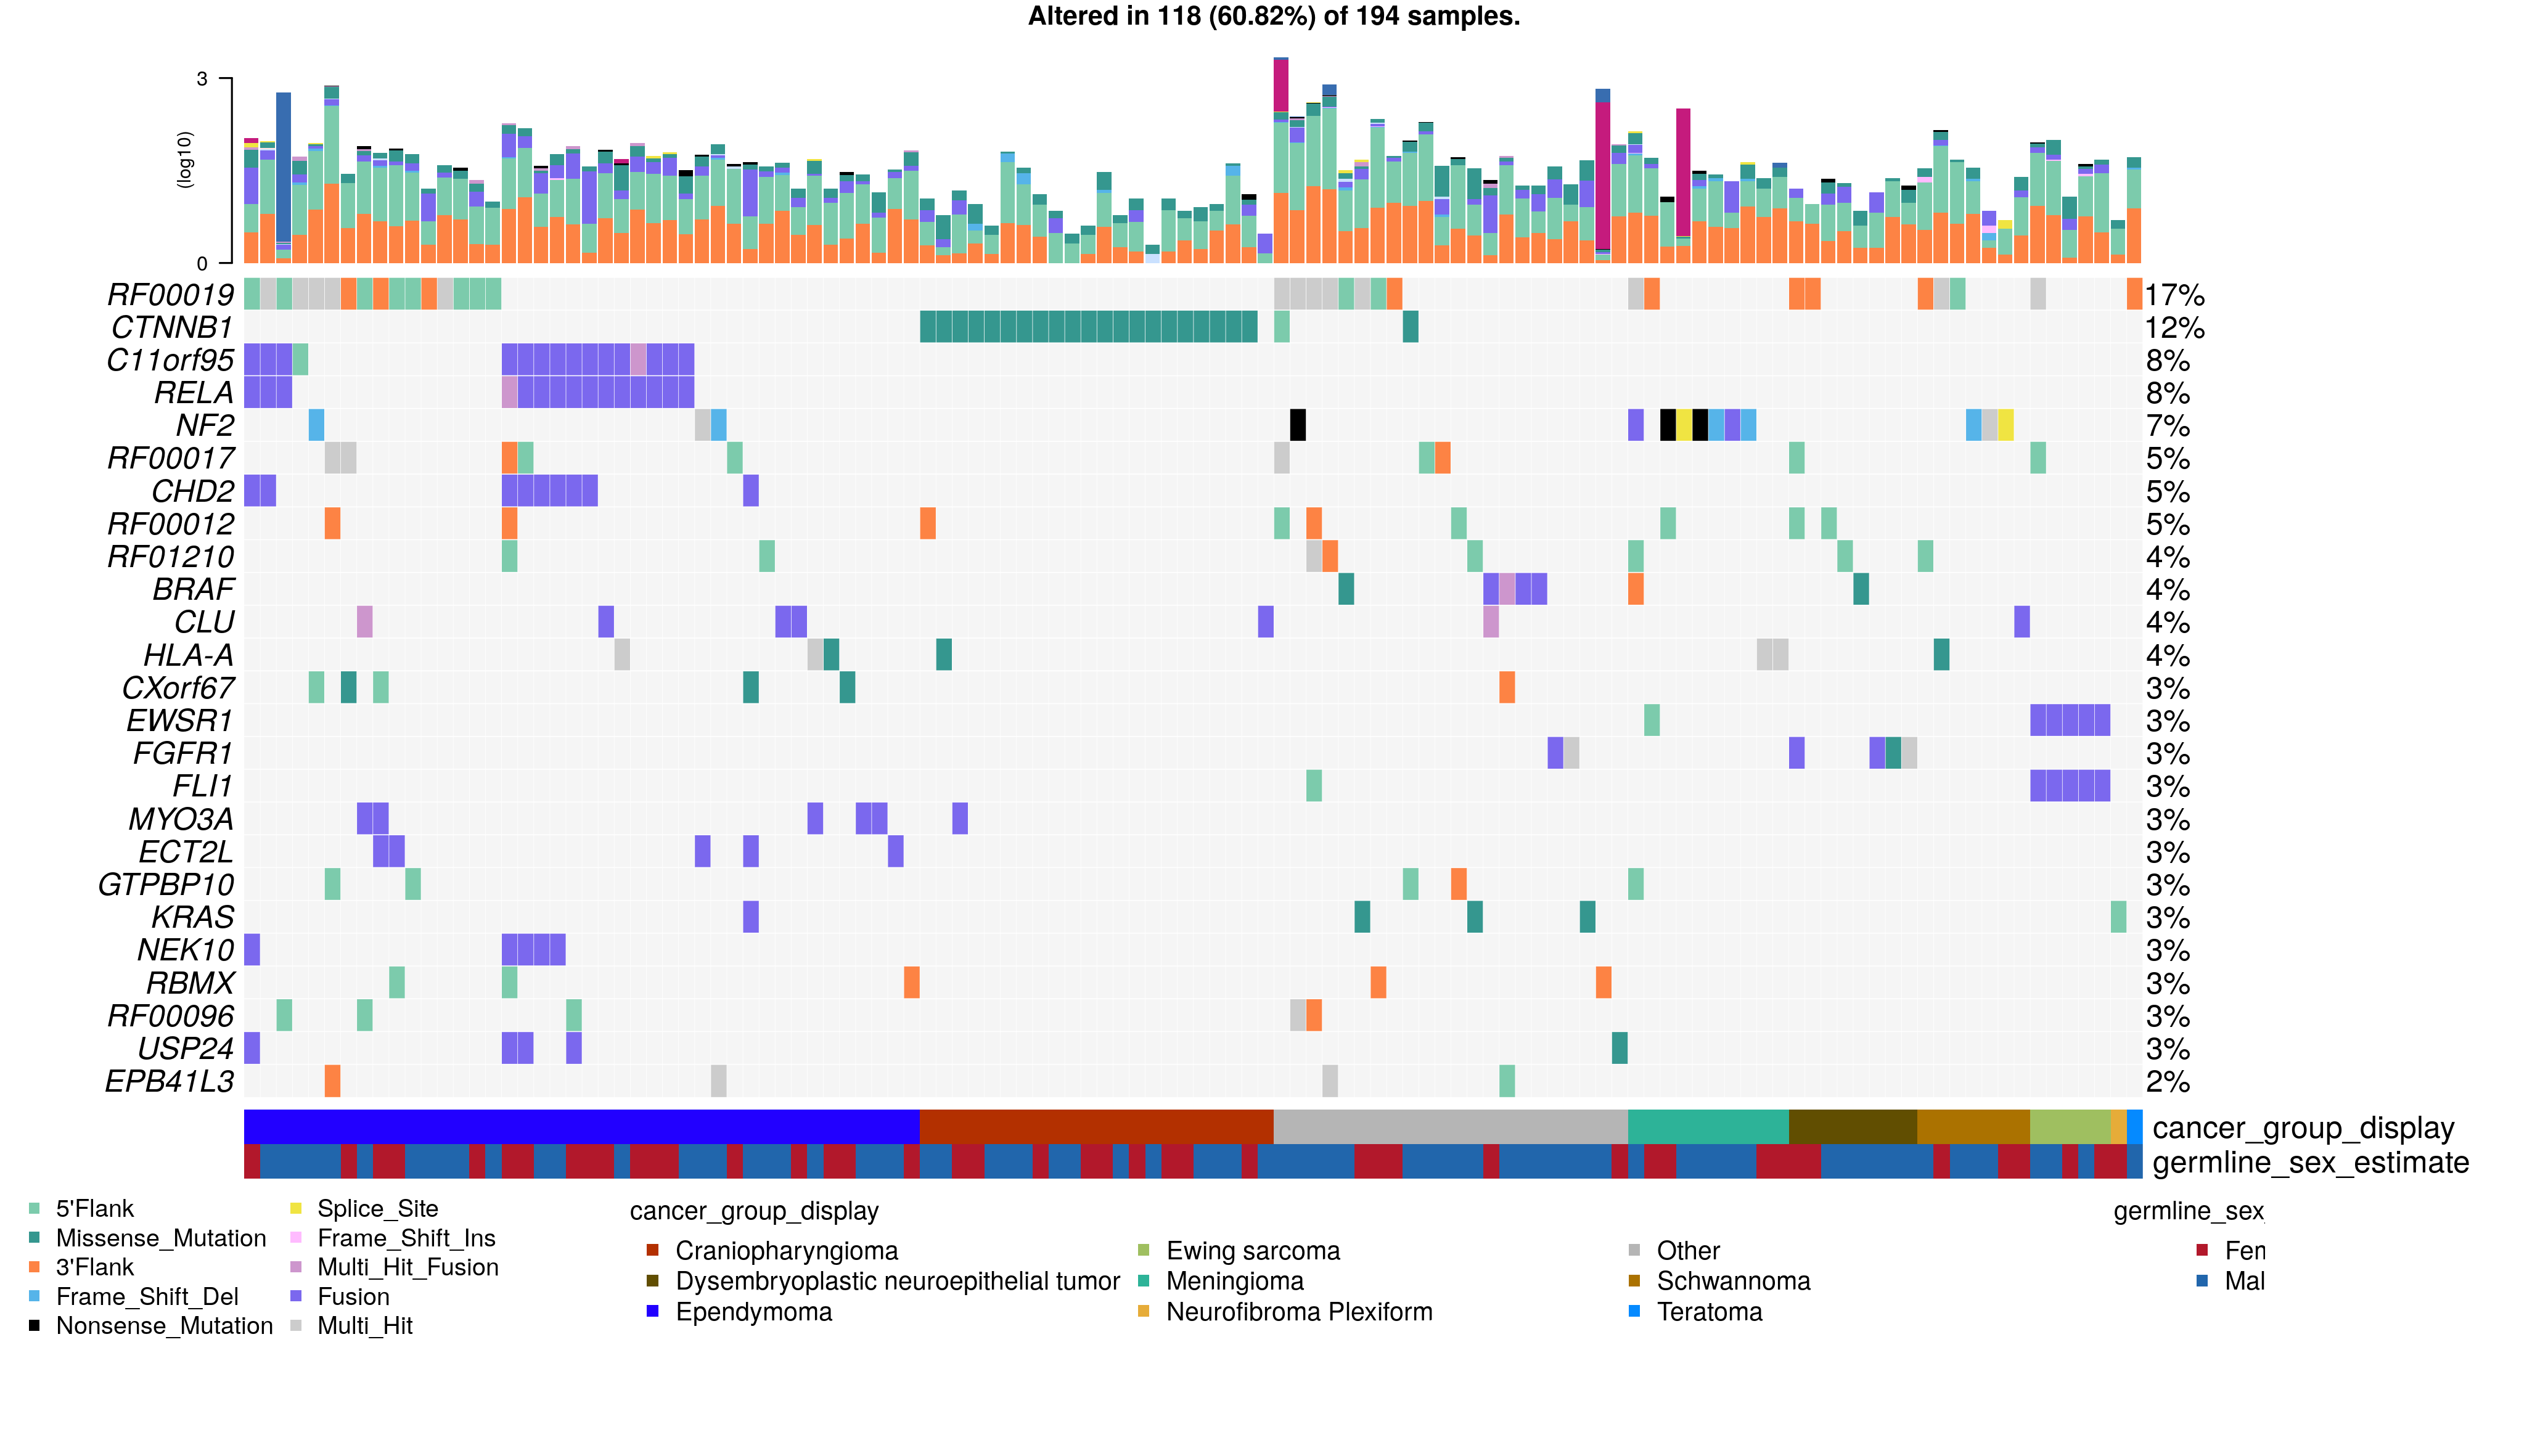 Altered in 118 (60.82%) of 194 samples.
3
(log10)
0
RF00019 17%
CTNNB1 12%
C11orf95 8%
RELA 8%
NF2 7%
RF00017 5%
CHD2 5%
RF00012 5%
RF01210 4%
BRAF 4%
CLU 4%
HLA-A 4%
CXorf67 3%
EWSR1 3%
FGFR1 3%
FLI1 3%
MYO3A 3%
ECT2L 3%
GTPBP10 3%
KRAS 3%
NEK10 3%
RBMX 3%
RF00096 3%
USP24 3%
EPB41L3 2%
cancer_group_display
germline_sex_estimate
5'Flank
Missense_Mutation
3'Flank
Frame_Shift_Del
Nonsense_Mutation
Splice_Site
Frame_Shift_Ins
Multi_Hit_Fusion
Fusion
Multi_Hit
cancer_group_display
Craniopharyngioma
Dysembryoplastic neuroepithelial tumor
Ependymoma
Ewing sarcoma
Meningioma
Neurofibroma Plexiform
Other
Schwannoma
Teratoma
germline_sex_
Fen
Mal